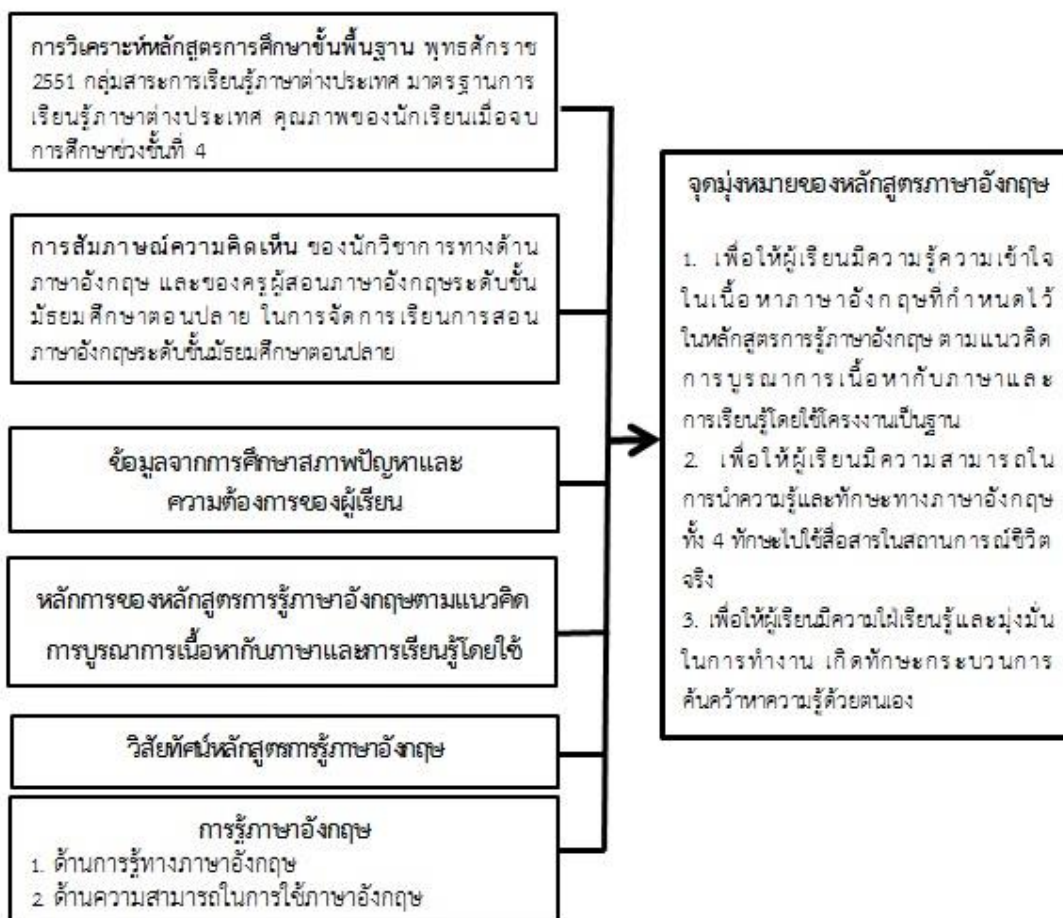 การวิเคราะห์หลักสูตรการศึกษาขั้นพื้นฐาน พุทธศักราช
2551 กลุ่มสาระการเรียนรู้ภาษาต่างประเทศ มาตรฐานการ
เรียนรู้ภาษาต่างประเทศ คุณภาพของนักเรียนเมื่อจบ
การศึกษาช่วงชั้นที่ 4
การสัมภาษณ์ความคิดเห็น ของนักวิชาการทางด้าน
ภาษาอังกฤษ และของครูผู้สอนภาษาอังกฤษระดับชั้น
มัธยมศึกษาตอนปลาย ในการจัดการเรียนการสอน
ภาษาอังกฤษระดับชั้นมัธยมศึกษาตอนปลาย
ข้อมูลจากการศึกษาสภาพปัญหาและ
ความต้องการของผู้เรียน
หลักการของหลักสูตรการรู้ภาษาอังกฤษตามแนวคิด
การบูรณาการเนื้อหากับภาษาและการเรียนรู้โดยใช้
วิสัยทัศน์หลักสูตรการรู้ภาษาอังกฤษ
การรู้ภาษาอังกฤษ
1. ด้านการรู้ทางภาษาอังกฤษ
2. ด้านความสามารถในการใช้ภาษาอังกฤษ
จุดมุ่งหมายของหลักสูตรภาษาอังกฤษ
1. เพื่อให้ผู้เรียนมีความรู้ความเข้าใจ
ในเนื้อหาภาษาอังกฤษที่กำหนดไว้
ในหลักสูตรการรู้ภาษาอังกฤษ ตามแนวคิด
การบูรณาการเนื้อหากับภาษาและ
การเรียนรู้โดยใช้โครงงานเป็นฐาน
2. เพื่อให้ผู้เรียนมีความสามารถใน
การนำความรู้และทักษะทางภาษาอังกฤษ
ทั้ง 4 ทักษะไปใช้สื่อสารในสถานการณ์ชีวิต
จริง
3. เพื่อให้ผู้เรียนมีความใฝ่เรียนรู้และมุ่งมั่น
ในการทำงาน เกิดทักษะกระบวนการ
ค้นคว้าหาความรู้ด้วยตนเอง